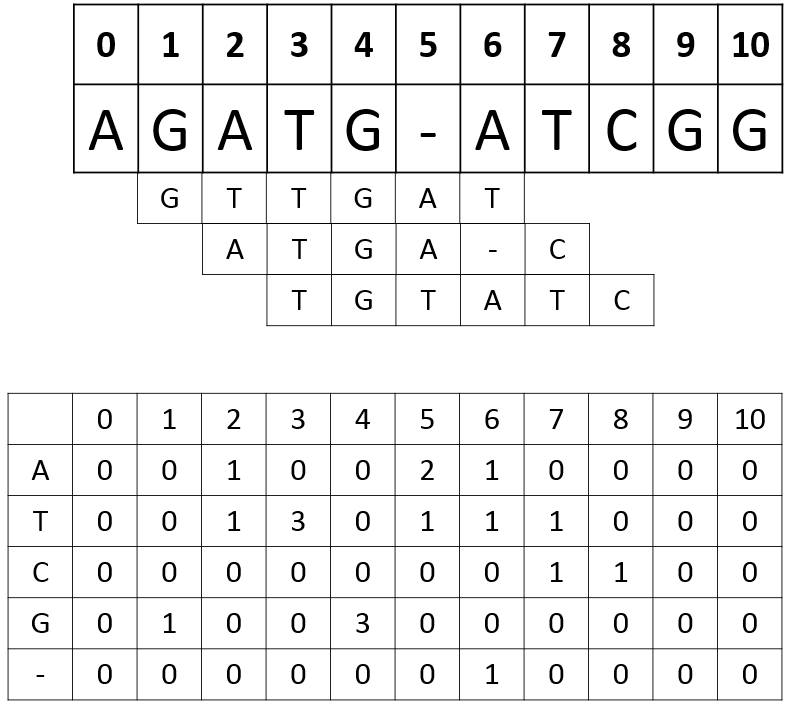 0 1 2 3 4 5 6 7 8 9 10
A G A T G - A T C G G
G T T G A T
A T G A - C
T G T A T C
0 1 2 3 4 5 6 7 8 9 10
A 0 0 1 0 0 2 1 0 0 0 0
T 0 0 1 3 0 1 1 1 0 0 0
C 0 0 0 0 0 0 0 1 1 0 0
G 0 1 0 0 3 0 0 0 0 0 0
- 0 0 0 0 0 0 1 0 0 0 0